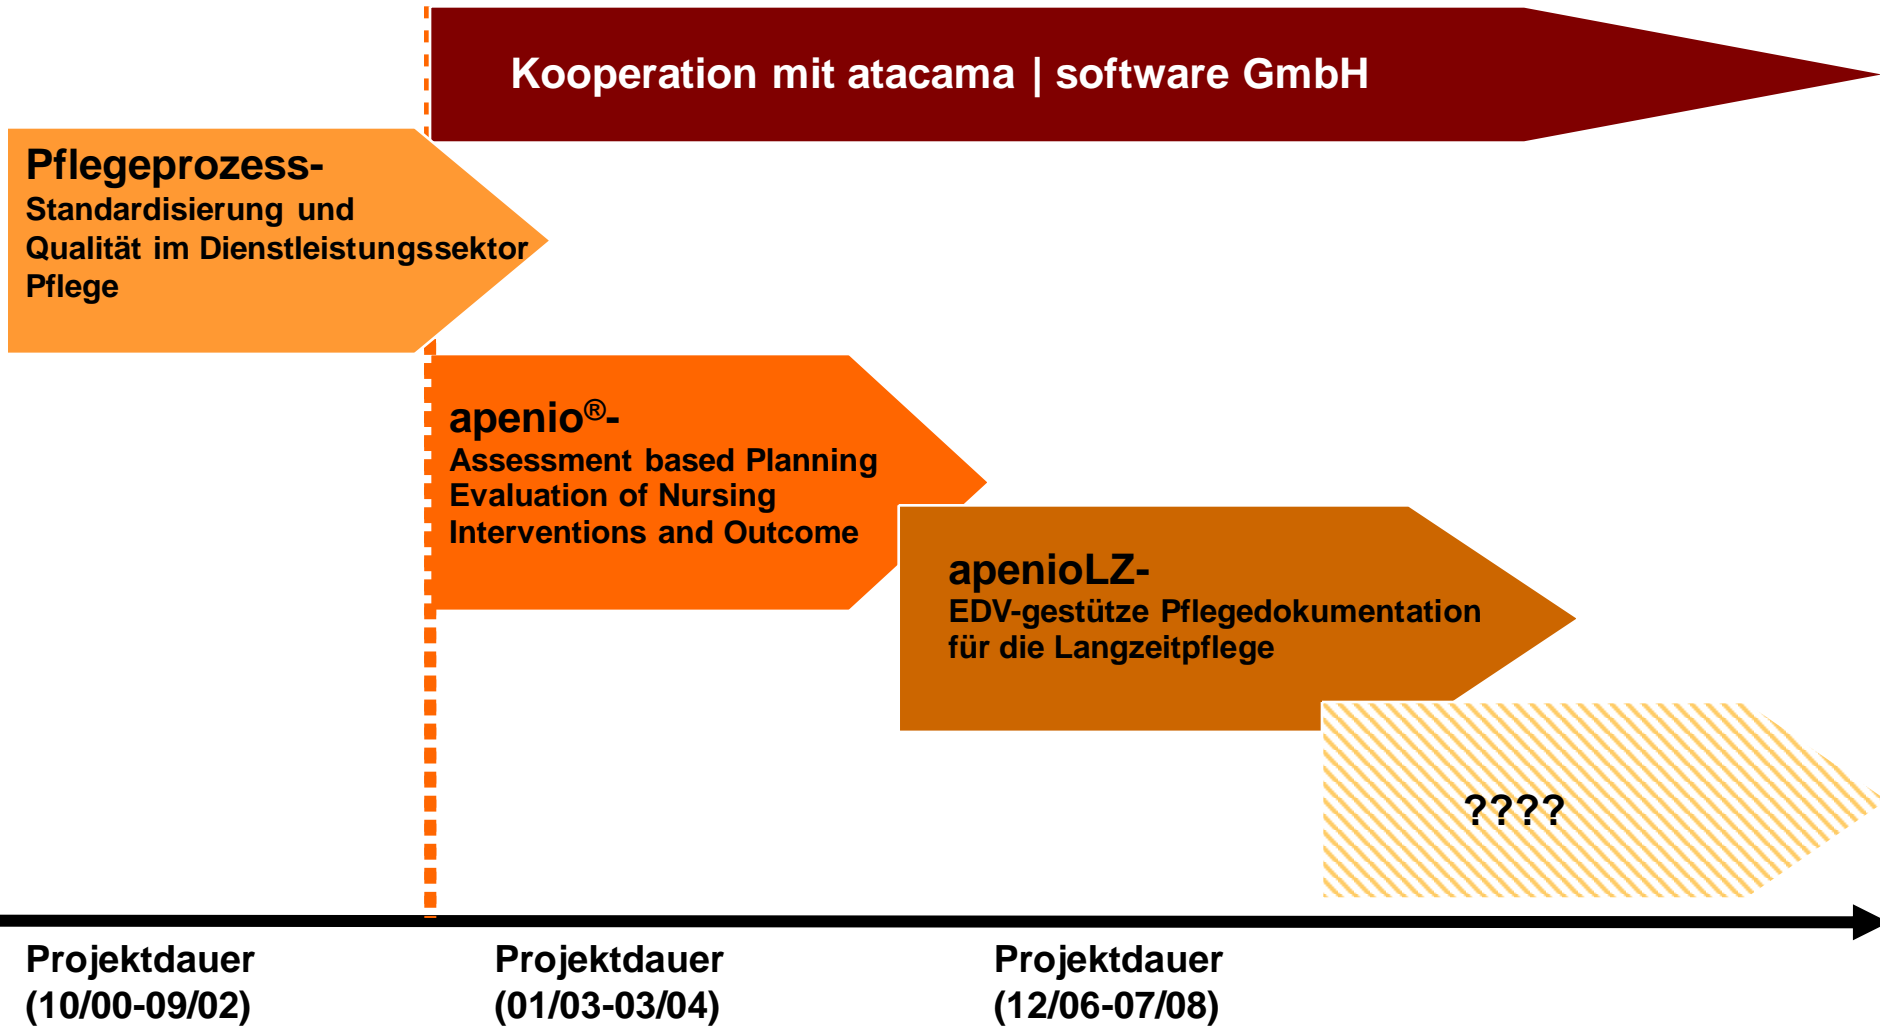 Kooperation mit atacama | software GmbH
Pflegeprozess-
Standardisierung und
Qualität im Dienstleistungssektor
Pflege
apenio®-
Assessment based Planning
Evaluation of Nursing
Interventions and Outcome
apenioLZ-
EDV-gestütze Pflegedokumentation
für die Langzeitpflege
????
Projektdauer
(10/00-09/02)
Projektdauer
(01/03-03/04)
Projektdauer
(12/06-07/08)